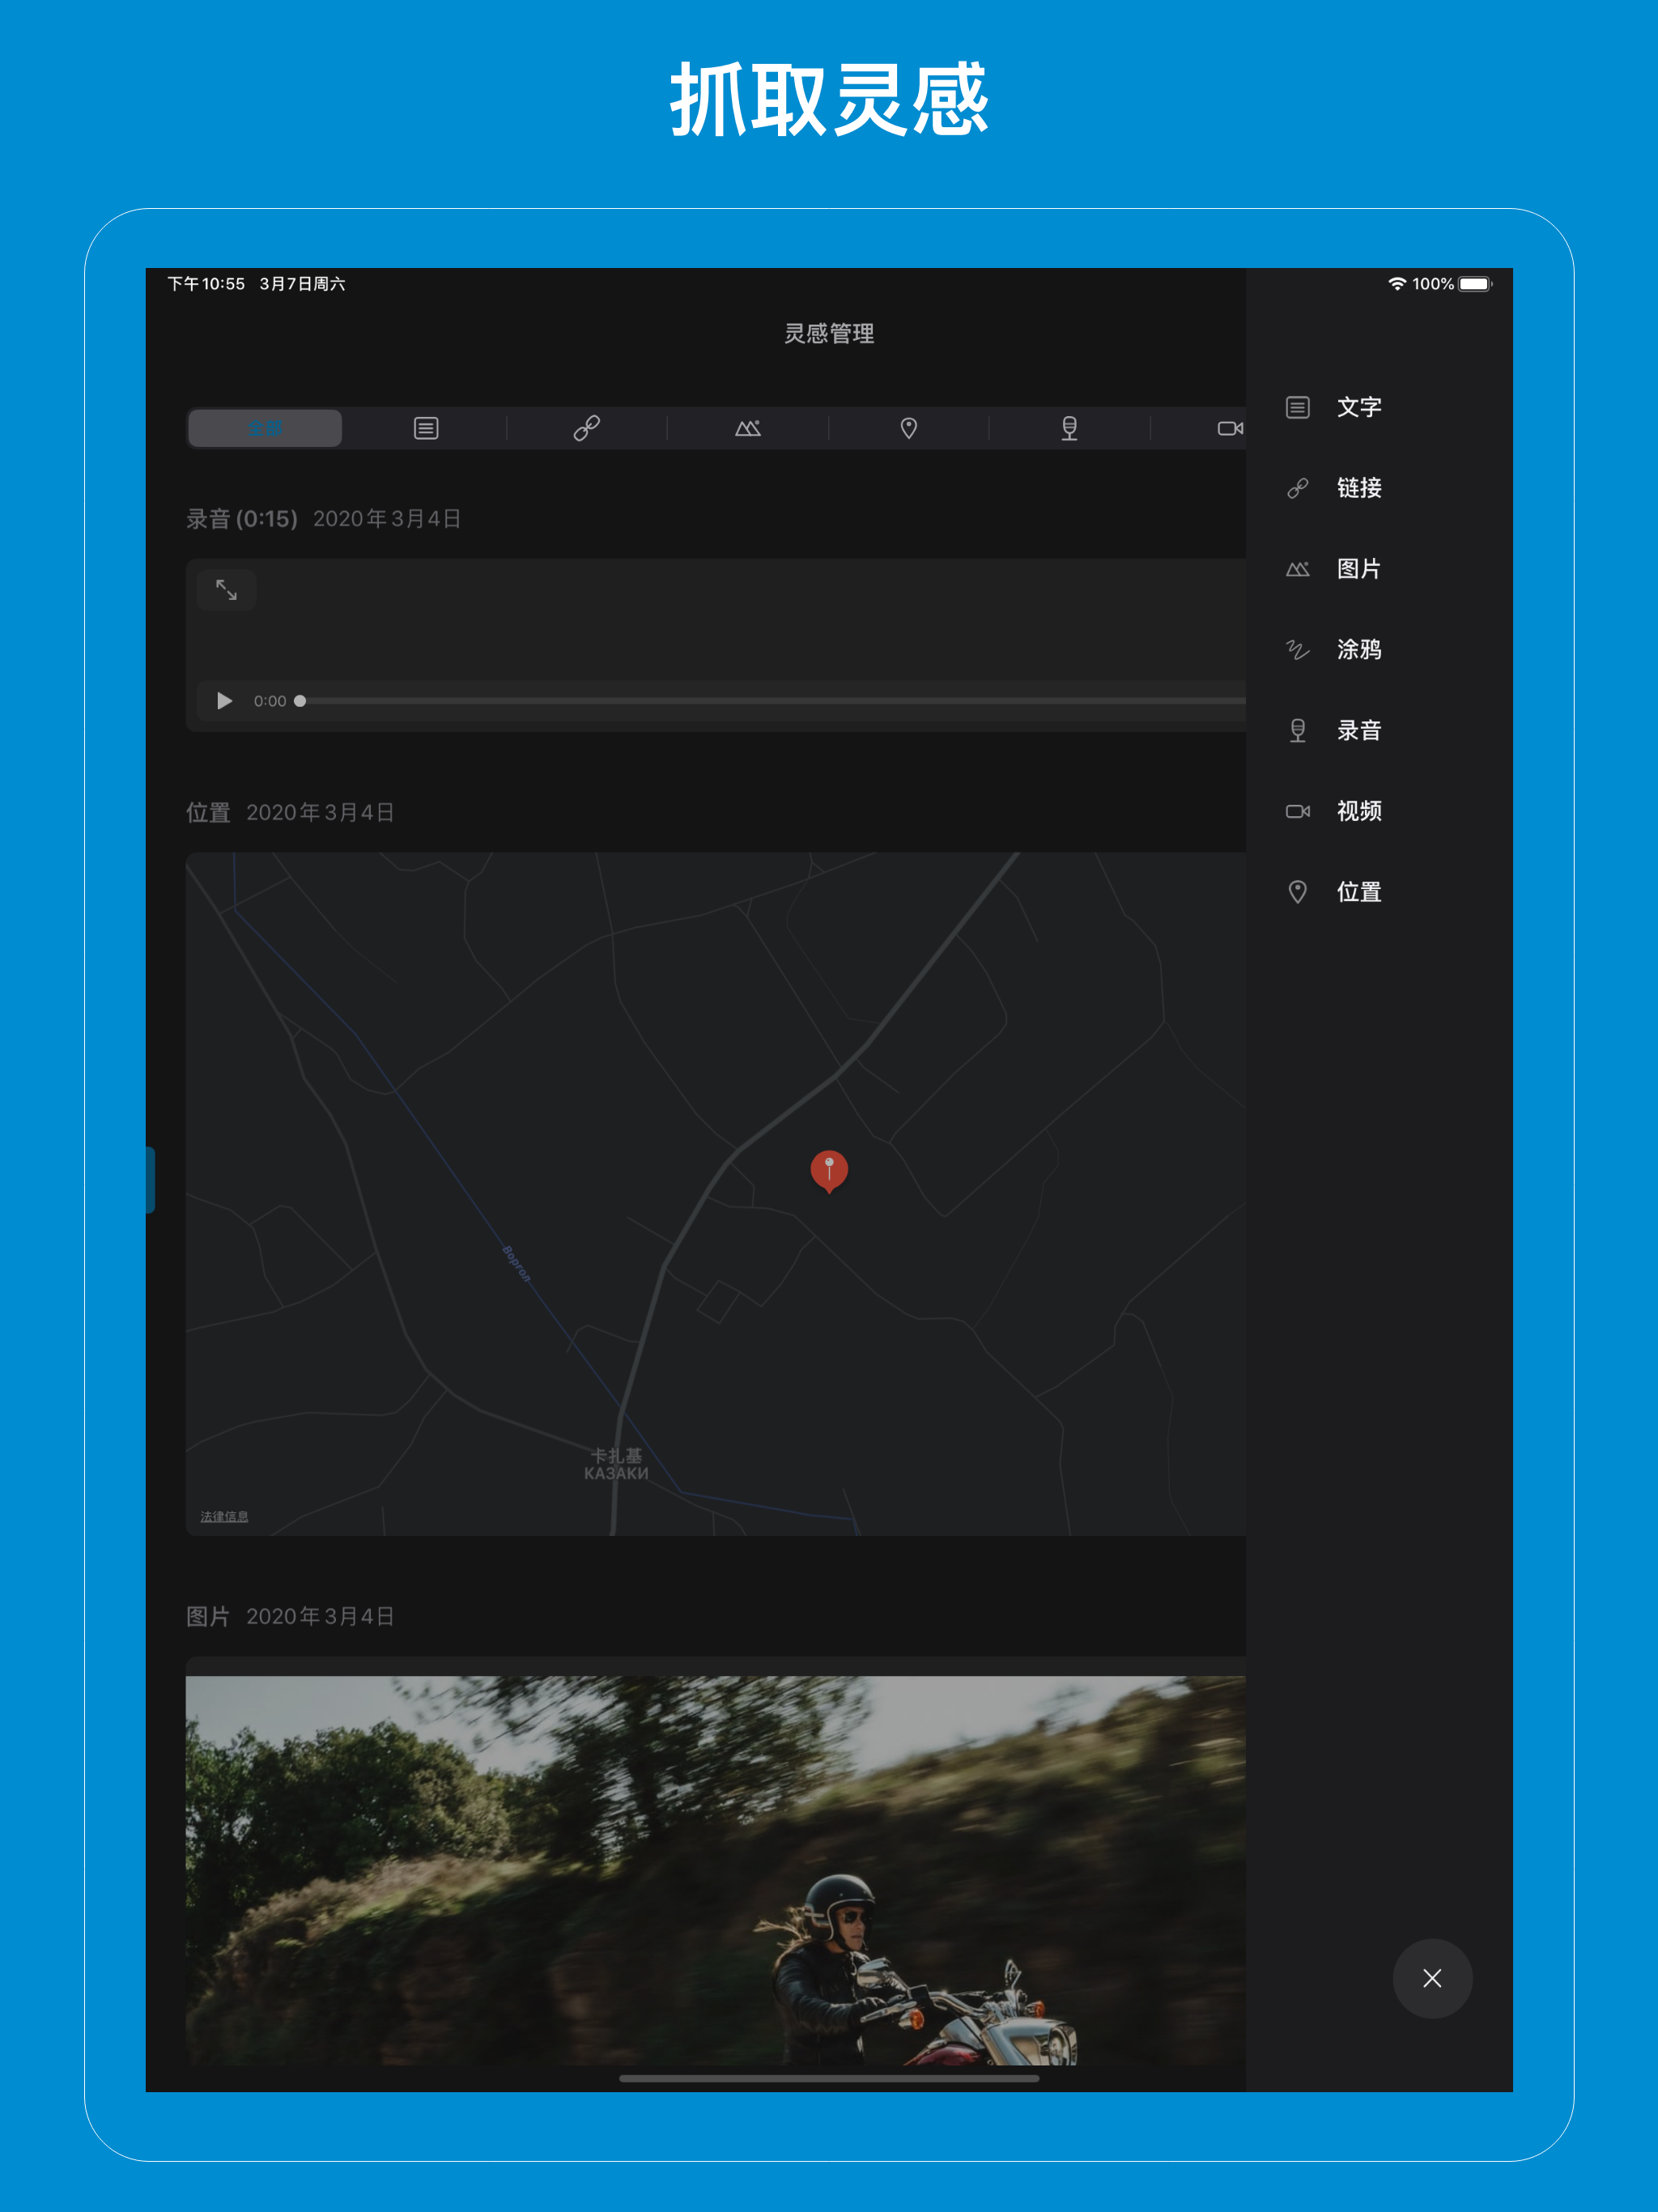 抓取灵感
下午10:55 3月7日周六
100%
灵感管理
全部
录音 (0:15) 2020年3月4日
0:00
位置 2020年3月4日
Воргол
卡扎基
КАЗАКИ
法律信息
图片 2020年3月4日
文字
链接
图片
涂鸦
录音
视频
位置